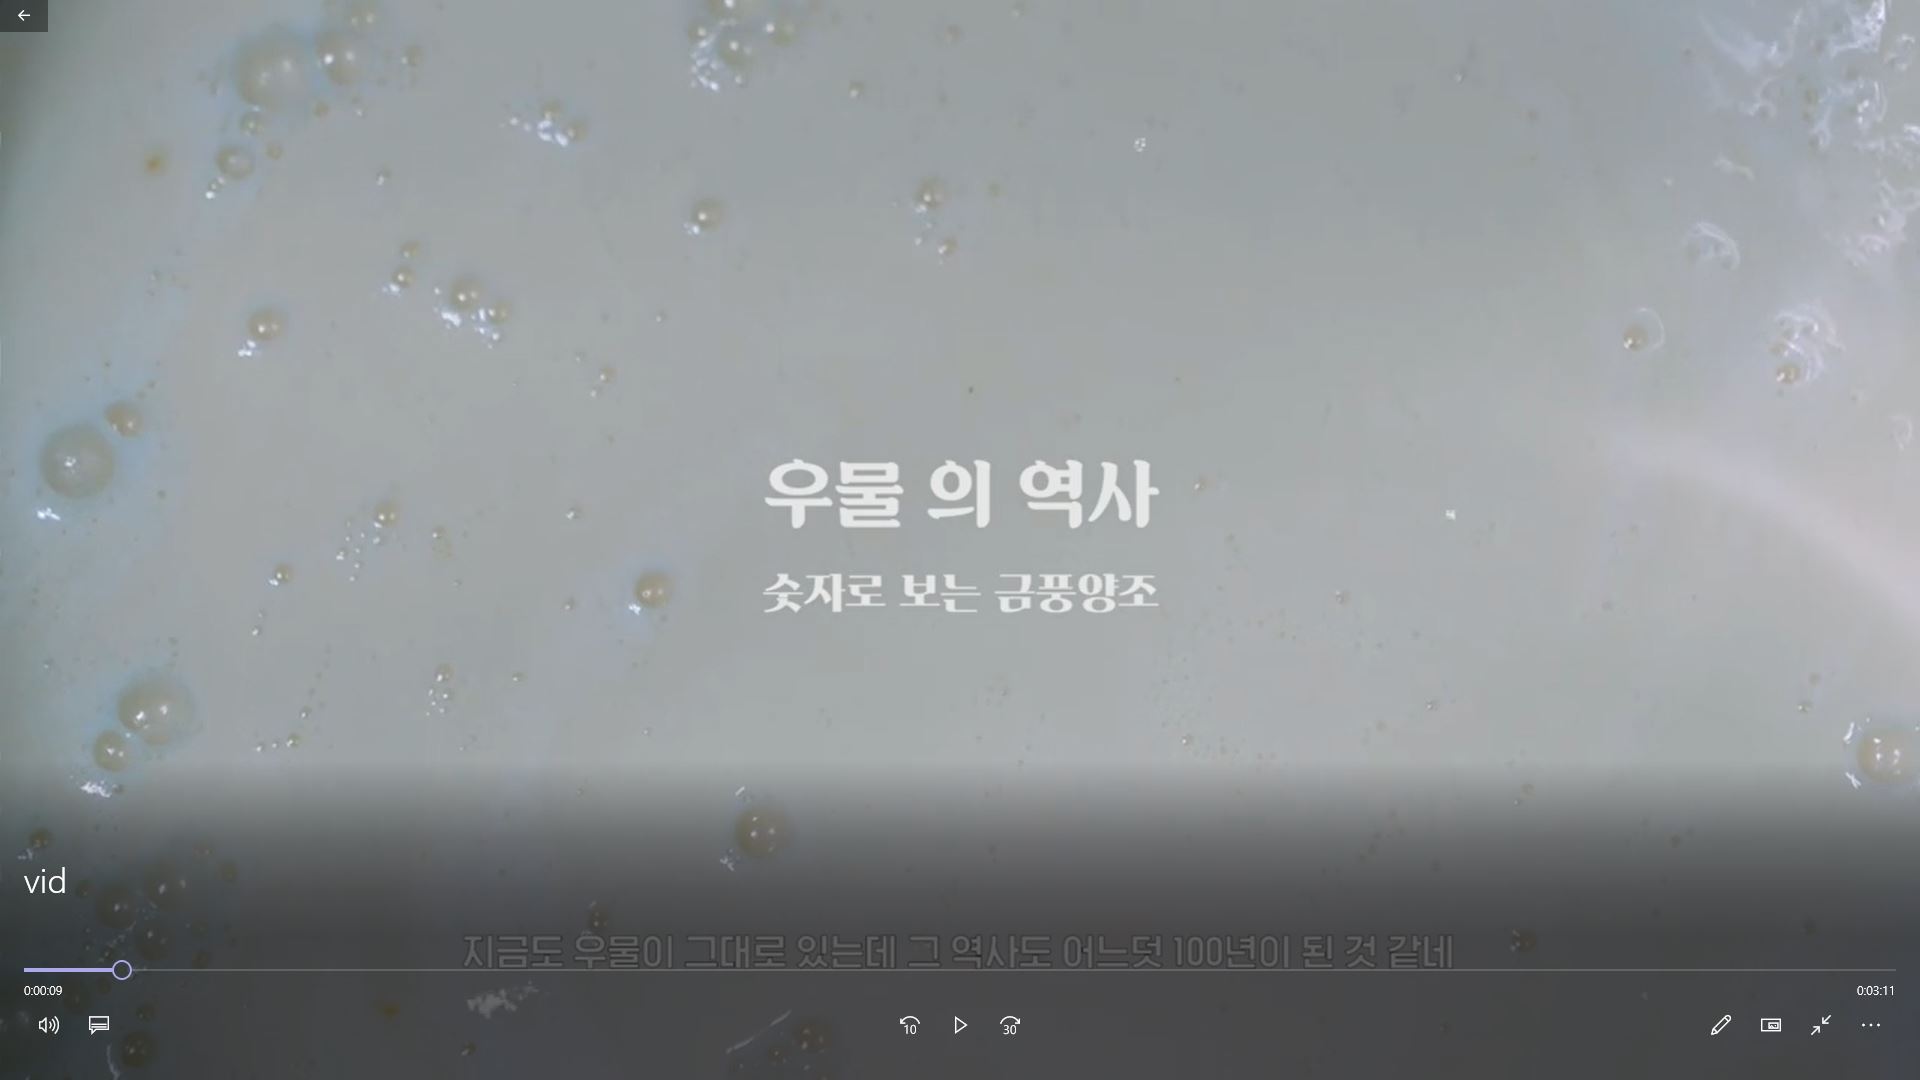 우물 의 역사
숫자로 보는 금풍양조
vid
지금도 우물이 그대로 있는데 그 역사도 어느덧 100년이 된 것 같네
0:00:09
0:03:11
10
30